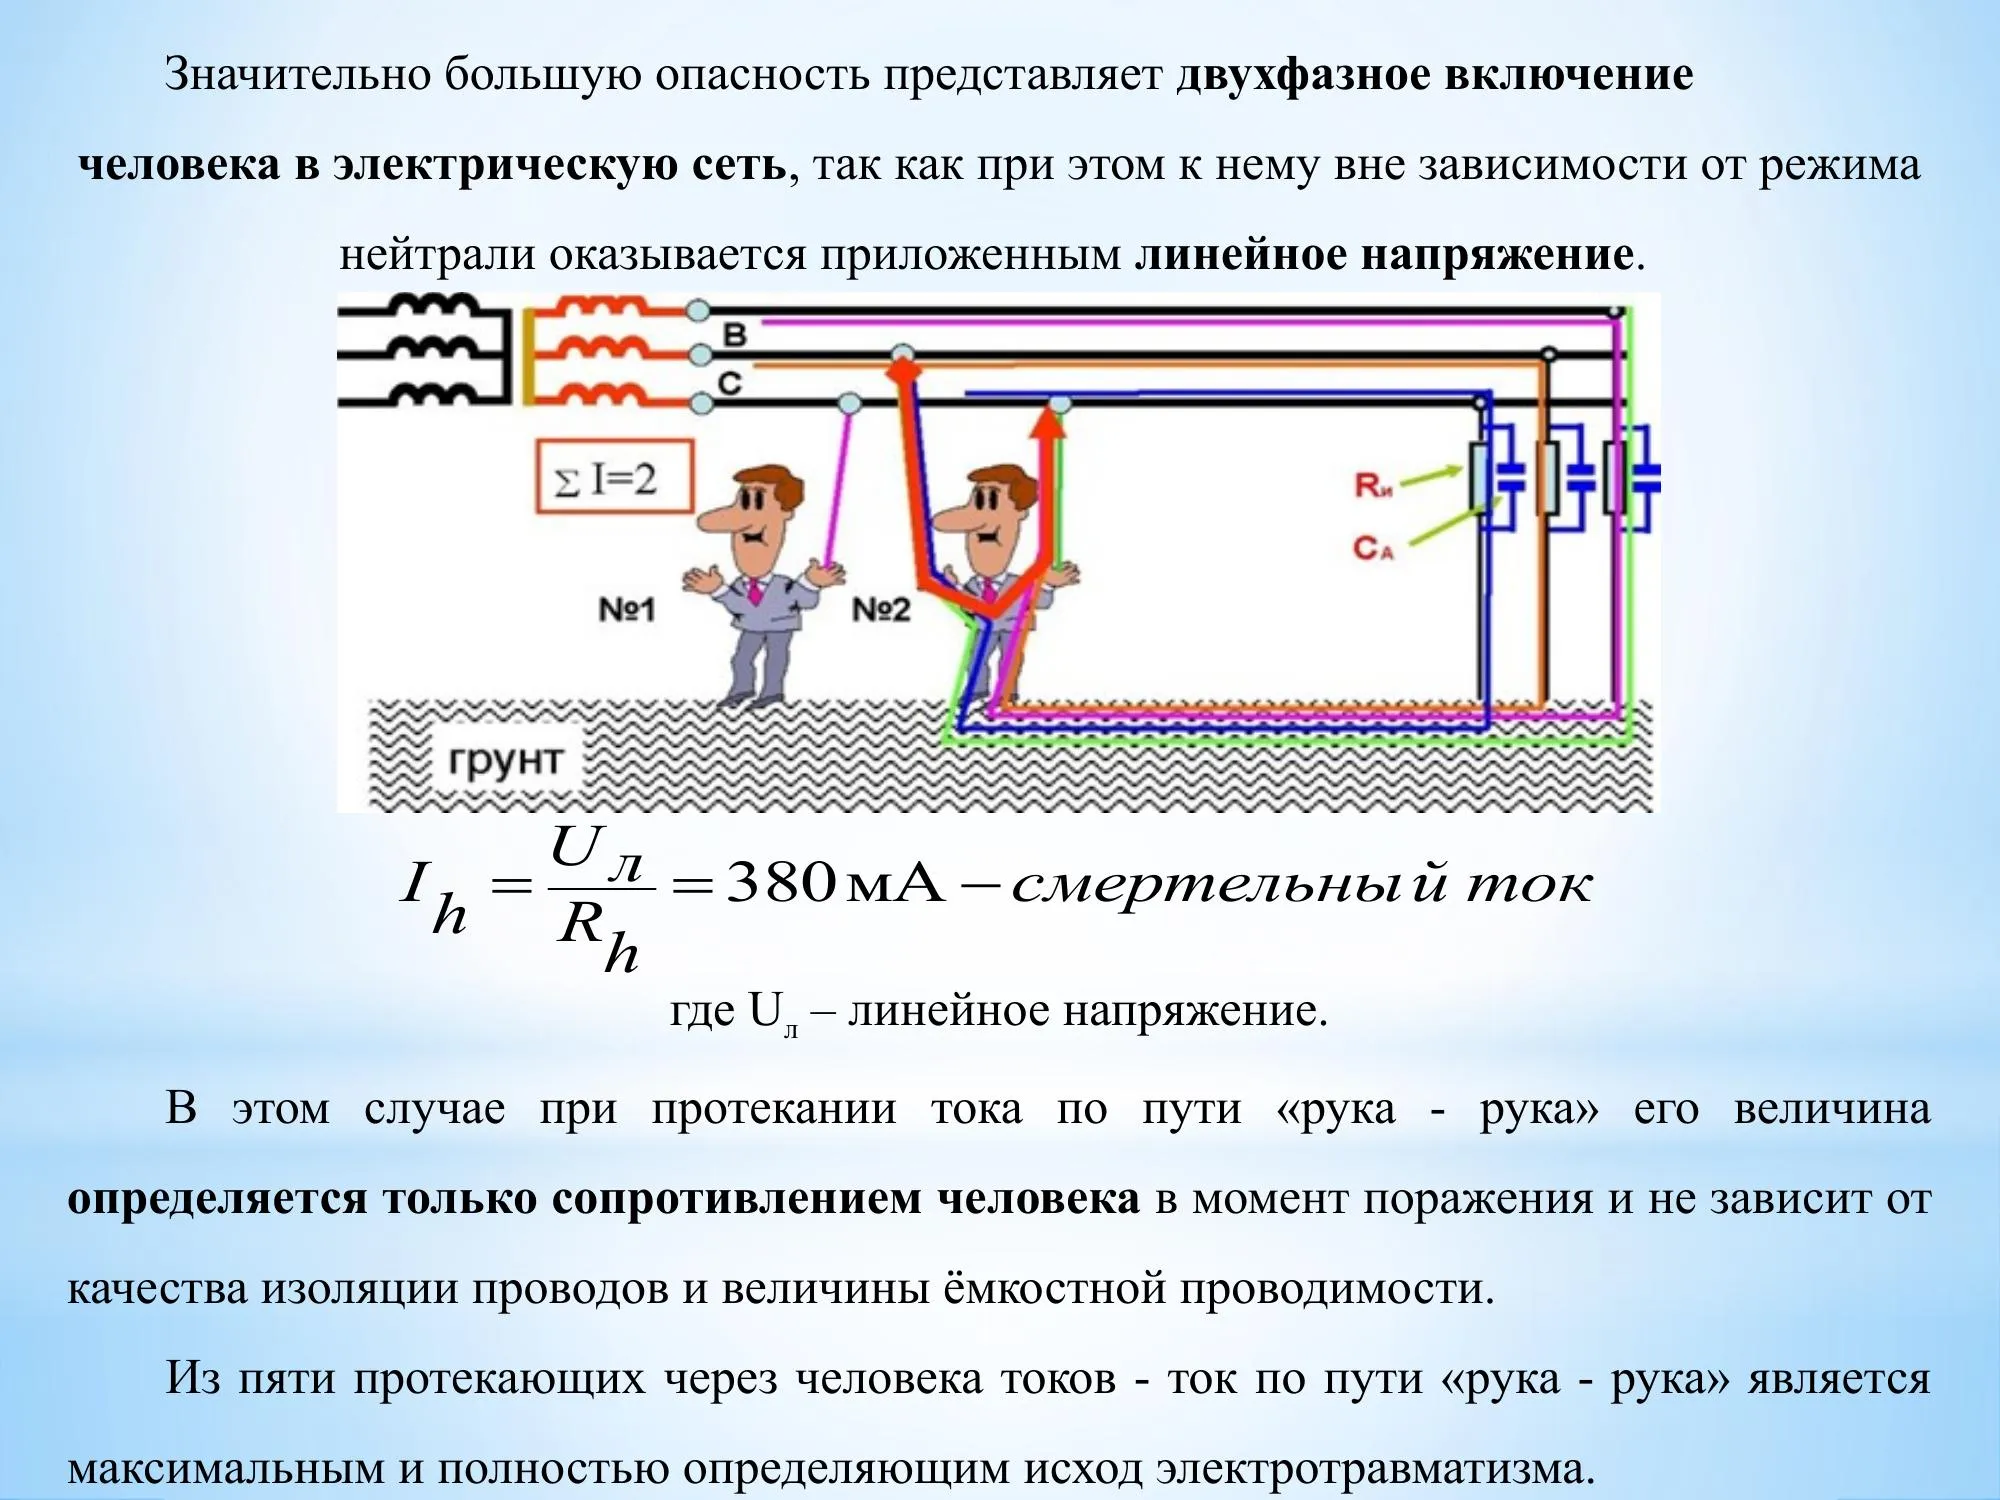 Значительно большую опасность представляет двухфазное включение
человека в электрическую сеть, так как при этом к нему вне зависимости от режима
нейтрали оказывается приложенным линейное напряжение.
В
С
∑ I=2
Rи
CА
№1
№2
грунт
I_h = U_л / R_h = 380 мА – смертельный ток
где Uл – линейное напряжение.
В этом случае при протекании тока по пути «рука - рука» его величина
определяется только сопротивлением человека в момент поражения и не зависит от
качества изоляции проводов и величины ёмкостной проводимости.
Из пяти протекающих через человека токов - ток по пути «рука - рука» является
максимальным и полностью определяющим исход электротравматизма.